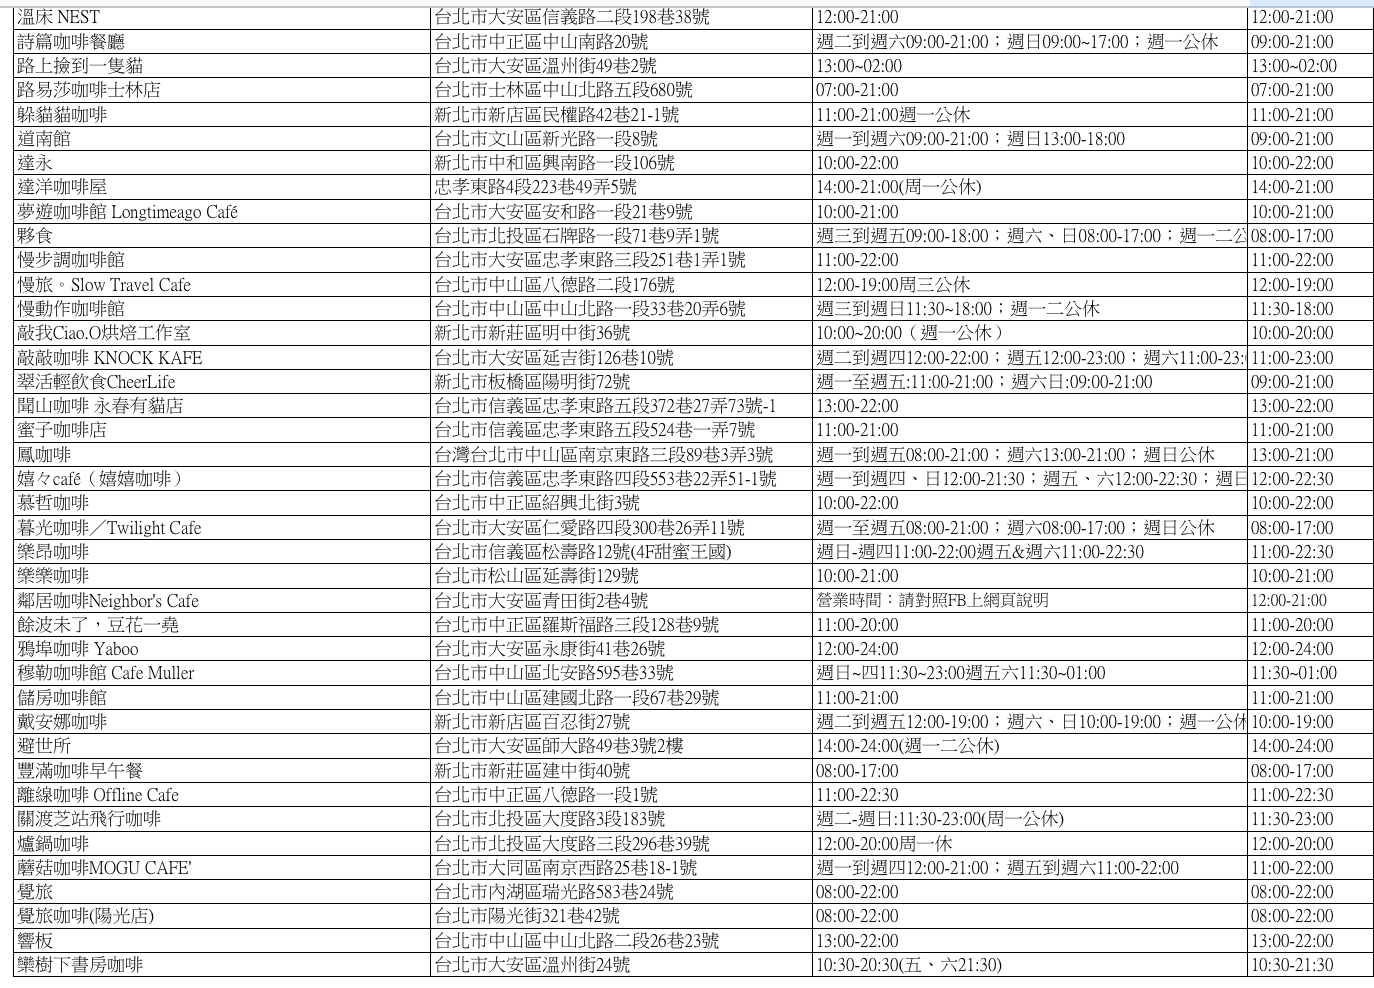 溫床 NEST 台北市大安區信義路二段198巷38號 12:00-21:00 12:00-21:00
詩篇咖啡餐廳 台北市中正區中山南路20號 週二到週六09:00-21:00；週日09:00~17:00；週一公休 09:00-21:00
路上撿到一隻貓 台北市大安區溫州街49巷2號 13:00~02:00 13:00~02:00
路易莎咖啡士林店 台北市士林區中山北路五段680號 07:00-21:00 07:00-21:00
躲貓貓咖啡 新北市新店區民權路42巷21-1號 11:00-21:00週一公休 11:00-21:00
道南館 台北市文山區新光路一段8號 週一到週六09:00-21:00；週日13:00-18:00 09:00-21:00
達永 新北市中和區興南路一段106號 10:00-22:00 10:00-22:00
達洋咖啡屋 忠孝東路4段223巷49弄5號 14:00-21:00(周一公休) 14:00-21:00
夢遊咖啡館 Longtimeago Café 台北市大安區安和路一段21巷9號 10:00-21:00 10:00-21:00
夥食 台北市北投區石牌路一段71巷9弄1號 週三到週五09:00-18:00；週六、日08:00-17:00；週一二公 08:00-17:00
慢步調咖啡館 台北市大安區忠孝東路三段251巷1弄1號 11:00-22:00 11:00-22:00
慢旅。Slow Travel Cafe 台北市中山區八德路二段176號 12:00-19:00周三公休 12:00-19:00
慢動作咖啡館 台北市中山區中山北路一段33巷20弄6號 週三到週日11:30~18:00；週一二公休 11:30-18:00
敲我Ciao.O烘焙工作室 新北市新莊區明中街36號 10:00~20:00（週一公休） 10:00-20:00
敲敲咖啡 KNOCK KAFE 台北市大安區延吉街126巷10號 週二到週四12:00-22:00；週五12:00-23:00；週六11:00-23: 11:00-23:00
翠活輕飲食CheerLife 新北市板橋區陽明街72號 週一至週五:11:00-21:00；週六日:09:00-21:00 09:00-21:00
聞山咖啡 永春有貓店 台北市信義區忠孝東路五段372巷27弄73號-1 13:00-22:00 13:00-22:00
蜜子咖啡店 台北市信義區忠孝東路五段524巷一弄7號 11:00-21:00 11:00-21:00
鳳咖啡 台灣台北市中山區南京東路三段89巷3弄3號 週一到週五08:00-21:00；週六13:00-21:00；週日公休 13:00-21:00
嬉々café（嬉嬉咖啡） 台北市信義區忠孝東路四段553巷22弄51-1號 週一到週四、日12:00-21:30；週五、六12:00-22:30；週日 12:00-22:30
慕哲咖啡 台北市中正區紹興北街3號 10:00-22:00 10:00-22:00
暮光咖啡／Twilight Cafe 台北市大安區仁愛路四段300巷26弄11號 週一至週五08:00-21:00；週六08:00-17:00；週日公休 08:00-17:00
樂昂咖啡 台北市信義區松壽路12號(4F甜蜜王國) 週日-週四11:00-22:00週五&週六11:00-22:30 11:00-22:30
樂樂咖啡 台北市松山區延壽街129號 10:00-21:00 10:00-21:00
鄰居咖啡Neighbor's Cafe 台北市大安區青田街2巷4號 營業時間：請對照FB上網頁說明 12:00-21:00
餘波未了，豆花一堯 台北市中正區羅斯福路三段128巷9號 11:00-20:00 11:00-20:00
鴉埠咖啡 Yaboo 台北市大安區永康街41巷26號 12:00-24:00 12:00-24:00
穆勒咖啡館 Cafe Muller 台北市中山區北安路595巷33號 週日~四11:30~23:00週五六11:30~01:00 11:30~01:00
儲房咖啡館 台北市中山區建國北路一段67巷29號 11:00-21:00 11:00-21:00
戴安娜咖啡 新北市新店區百忍街27號 週二到週五12:00-19:00；週六、日10:00-19:00；週一公休 10:00-19:00
避世所 台北市大安區師大路49巷3號2樓 14:00-24:00(週一二公休) 14:00-24:00
豐滿咖啡早午餐 新北市新莊區建中街40號 08:00-17:00 08:00-17:00
離線咖啡 Offline Cafe 台北市中正區八德路一段1號 11:00-22:30 11:00-22:30
關渡芝站飛行咖啡 台北市北投區大度路3段183號 週二-週日:11:30-23:00(周一公休) 11:30-23:00
爐鍋咖啡 台北市北投區大度路三段296巷39號 12:00-20:00周一休 12:00-20:00
蘑菇咖啡MOGU CAFE' 台北市大同區南京西路25巷18-1號 週一到週四12:00-21:00；週五到週六11:00-22:00 11:00-22:00
覺旅 台北市內湖區瑞光路583巷24號 08:00-22:00 08:00-22:00
覺旅咖啡(陽光店) 台北市陽光街321巷42號 08:00-22:00 08:00-22:00
響板 台北市中山區中山北路二段26巷23號 13:00-22:00 13:00-22:00
欒樹下書房咖啡 台北市大安區溫州街24號 10:30-20:30(五、六21:30) 10:30-21:30